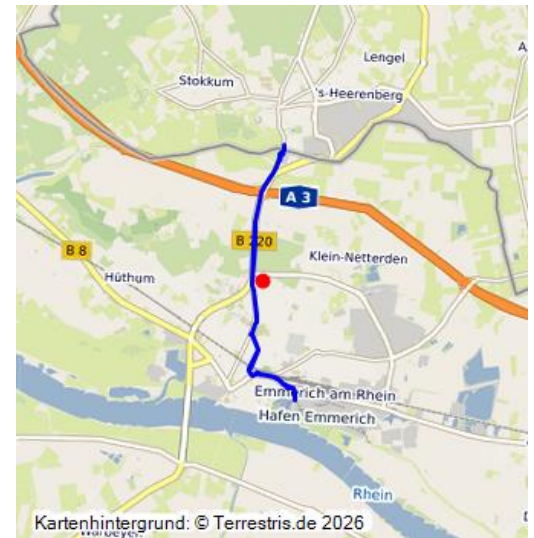 Lengel
Stokkum
's-Heerenberg
A 3
B 220
B 8
Klein-Netterden
Hüthum
Emmerich am Rhein
Hafen Emmerich
Rhein
Kartenhintergrund: © Terrestris.de 2026